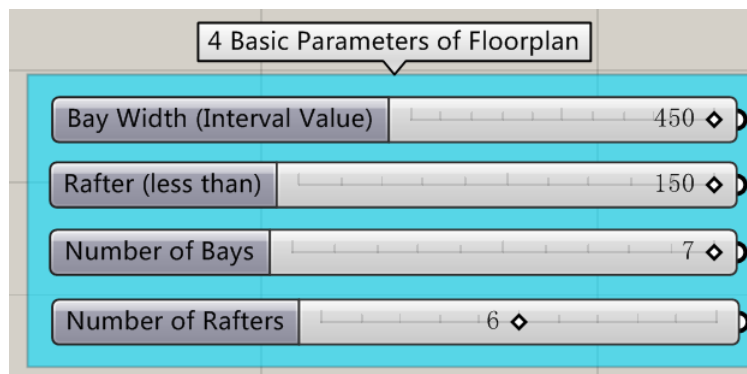 4 Basic Parameters of Floorplan
Bay Width (Interval Value) 450
Rafter (less than) 150
Number of Bays 7
Number of Rafters 6